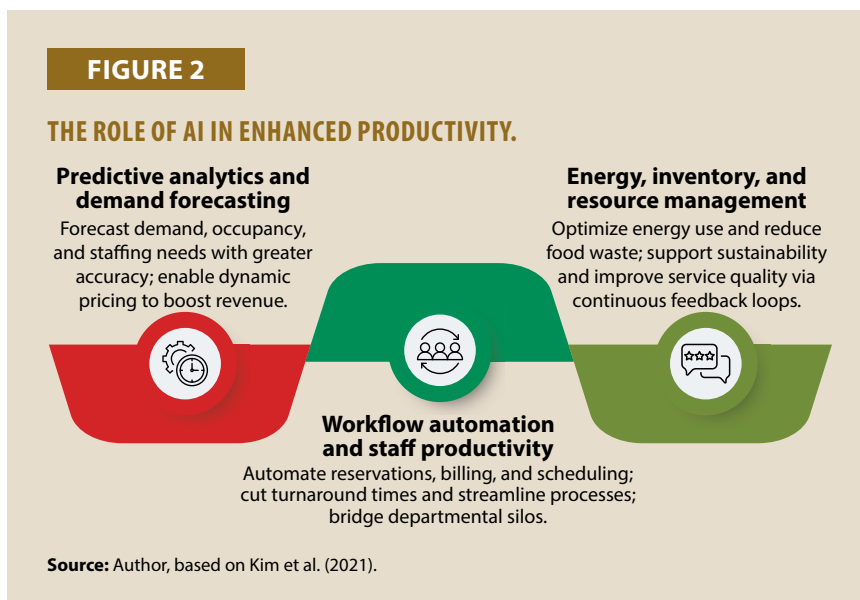 FIGURE 2
THE ROLE OF AI IN ENHANCED PRODUCTIVITY.
Predictive analytics and
demand forecasting
Forecast demand, occupancy,
and staffing needs with greater
accuracy; enable dynamic
pricing to boost revenue.
Workflow automation
and staff productivity
Automate reservations, billing, and scheduling;
cut turnaround times and streamline processes;
bridge departmental silos.
Energy, inventory, and
resource management
Optimize energy use and reduce
food waste; support sustainability
and improve service quality via
continuous feedback loops.
Source: Author, based on Kim et al. (2021).